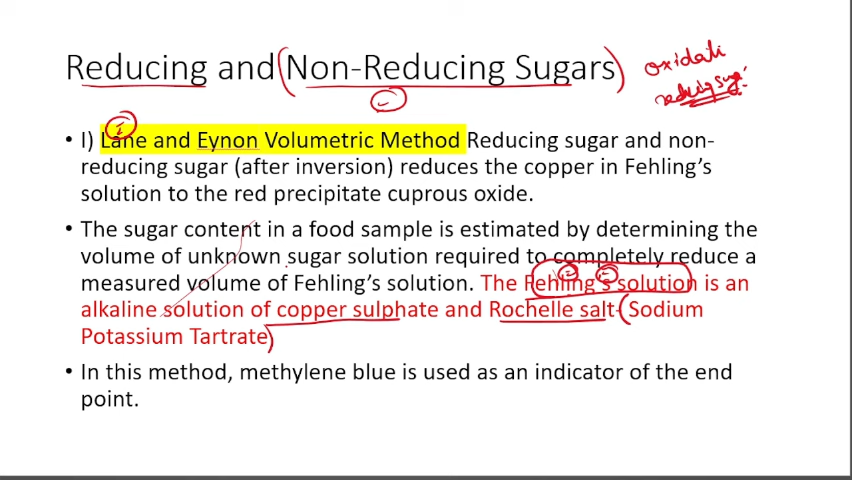 Reducing and (Non-Reducing Sugars)
oxidati
reducing sug.
• I) Lane and Eynon Volumetric Method Reducing sugar and non-
reducing sugar (after inversion) reduces the copper in Fehling's
solution to the red precipitate cuprous oxide.
• The sugar content in a food sample is estimated by determining the
volume of unknown sugar solution required to completely reduce a
measured volume of Fehling's solution. The Fehling's solution is an
alkaline solution of copper sulphate and Rochelle salt- (Sodium
Potassium Tartrate)
• In this method, methylene blue is used as an indicator of the end
point.